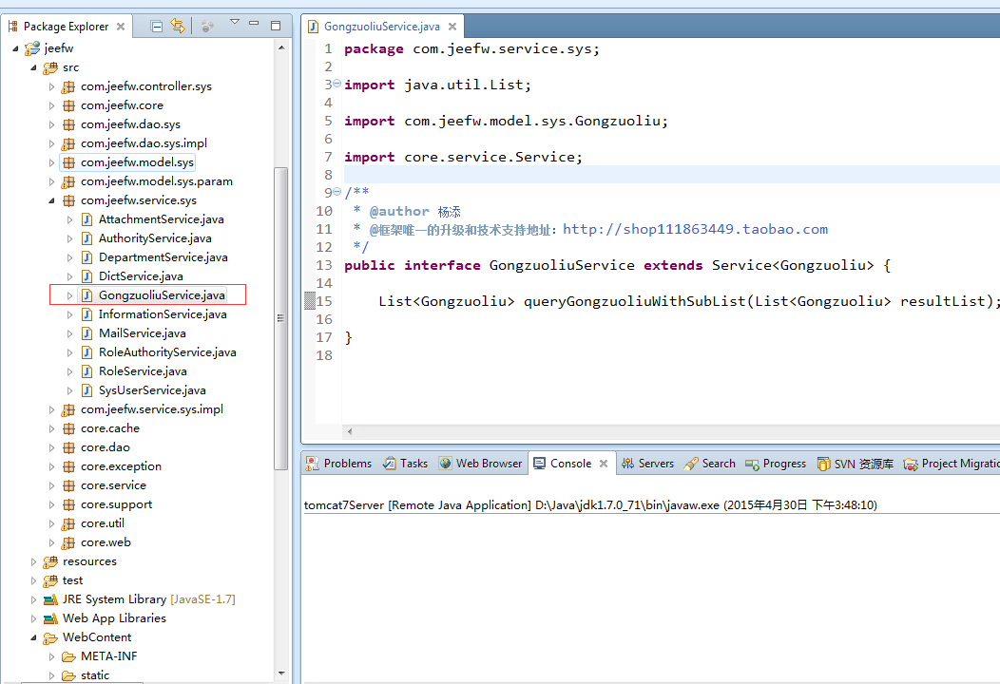 Package Explorer
jeefw
src
com.jeefw.controller.sys
com.jeefw.core
com.jeefw.dao.sys
com.jeefw.dao.sys.impl
com.jeefw.model.sys
com.jeefw.model.sys.param
com.jeefw.service.sys
AttachmentService.java
AuthorityService.java
DepartmentService.java
DictService.java
GongzuoliuService.java
InformationService.java
MailService.java
RoleAuthorityService.java
RoleService.java
SysUserService.java
com.jeefw.service.sys.impl
core.cache
core.dao
core.exception
core.service
core.support
core.util
core.web
resources
test
JRE System Library [JavaSE-1.7]
Web App Libraries
WebContent
META-INF
static
GongzuoliuService.java
1 package com.jeefw.service.sys;
2
3 import java.util.List;
4
5 import com.jeefw.model.sys.Gongzuoliu;
6
7 import core.service.Service;
8
9 /**
10 * @author 杨添
11 * @框架唯一的升级和技术支持地址：http://shop111863449.taobao.com
12 */
13 public interface GongzuoliuService extends Service<Gongzuoliu> {
14
15 List<Gongzuoliu> queryGongzuoliuWithSubList(List<Gongzuoliu> resultList);
16
17 }
18
Problems Tasks Web Browser Console Servers Search Progress SVN 资源库 Project Migratio
tomcat7Server [Remote Java Application] D:\Java\jdk1.7.0_71\bin\javaw.exe (2015年4月30日 下午3:48:10)